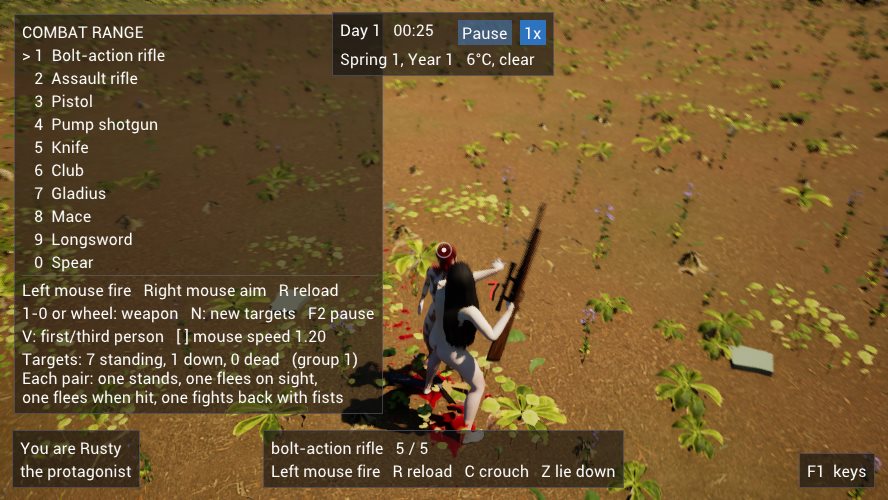 COMBAT RANGE
> 1 Bolt-action rifle
2 Assault rifle
3 Pistol
4 Pump shotgun
5 Knife
6 Club
7 Gladius
8 Mace
9 Longsword
0 Spear
Left mouse fire Right mouse aim R reload
1-0 or wheel: weapon N: new targets F2 pause
V: first/third person [ ] mouse speed 1.20
Targets: 7 standing, 1 down, 0 dead (group 1)
Each pair: one stands, one flees on sight,
one flees when hit, one fights back with fists
Day 1 00:25 Pause 1x
Spring 1, Year 1 6°C, clear
7
You are Rusty
the protagonist
bolt-action rifle 5 / 5
Left mouse fire R reload C crouch Z lie down
F1 keys